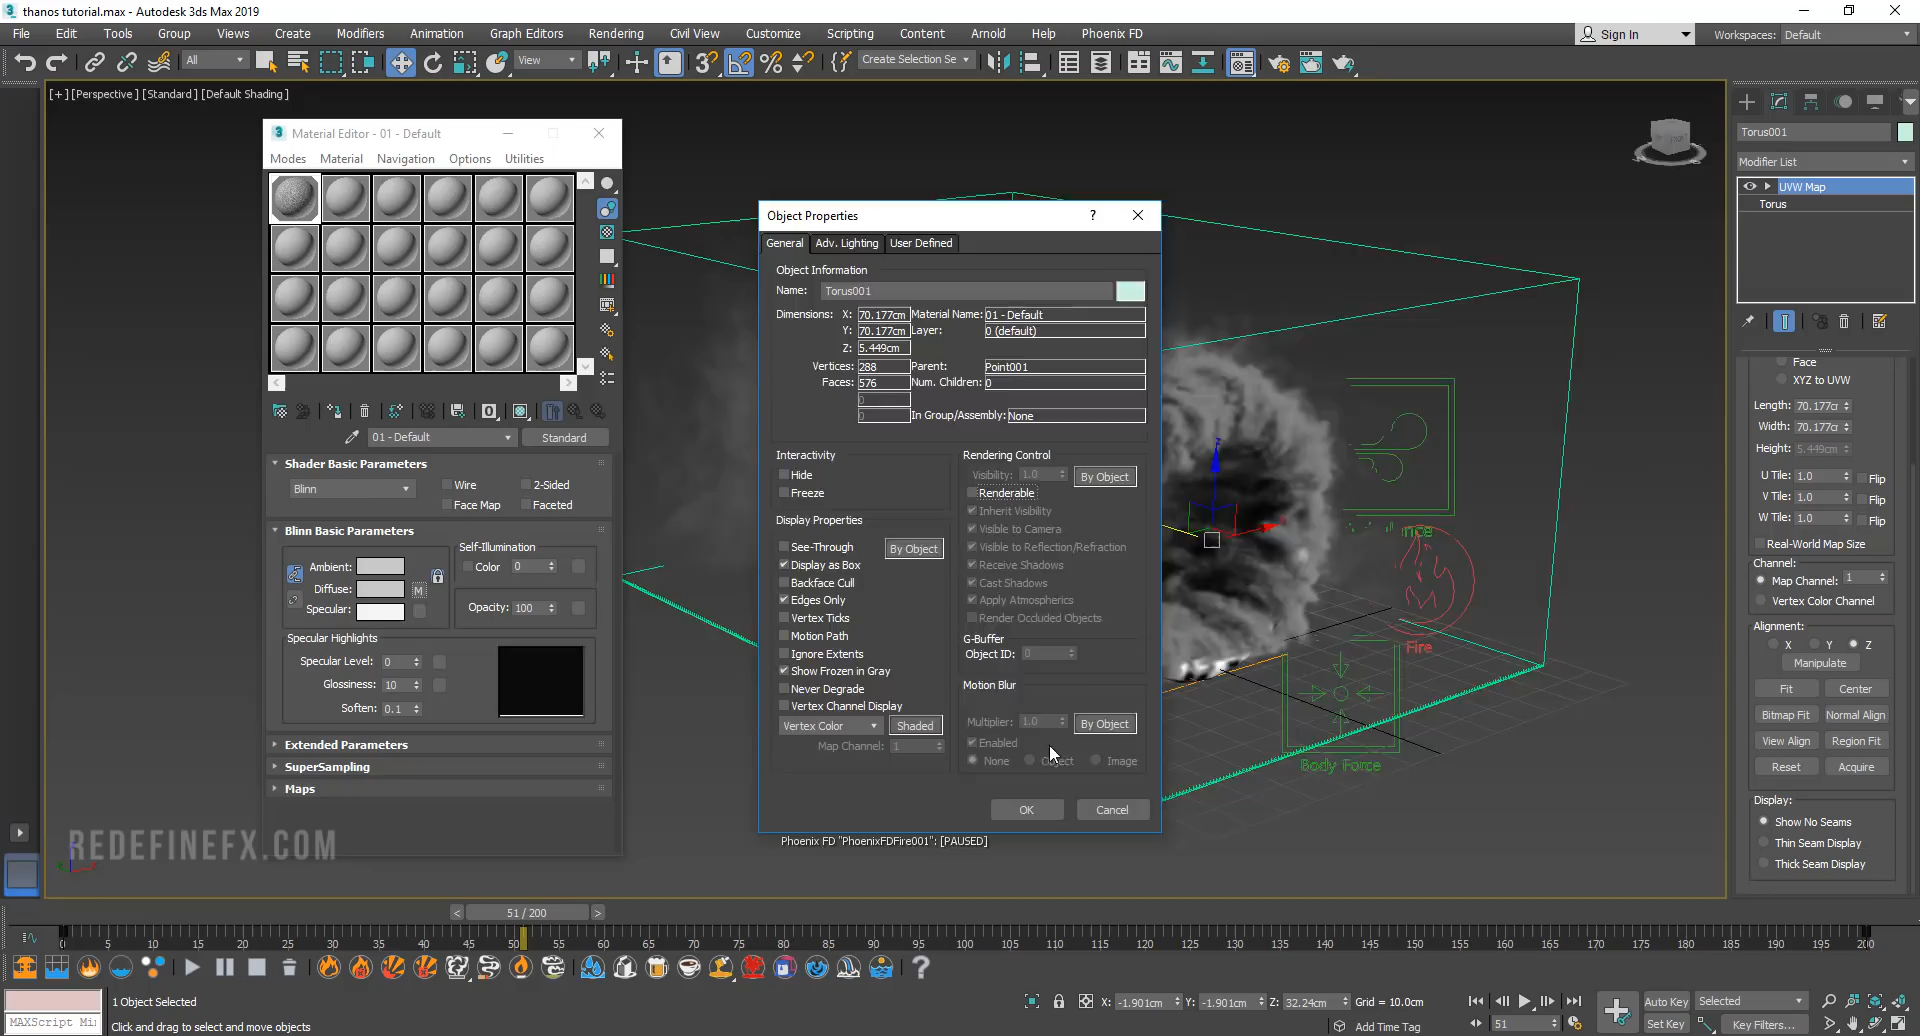 thanos tutorial.max - Autodesk 3ds Max 2019
File Edit Tools Group Views Create Modifiers Animation Graph Editors Rendering Civil View Customize Scripting Content Arnold Help Phoenix FD
Sign In Workspaces: Default
All View Create Selection Se
[+] [Perspective] [Standard] [Default Shading]
Material Editor - 01 - Default
Modes Material Navigation Options Utilities
01 - Default Standard
Shader Basic Parameters
Blinn Wire 2-Sided
Face Map Faceted
Blinn Basic Parameters
Self-Illumination
Ambient: Color 0
Diffuse: M
Specular: Opacity: 100
Specular Highlights
Specular Level: 0
Glossiness: 10
Soften: 0.1
Extended Parameters
SuperSampling
Maps
REDEFINEFX.COM
Object Properties ?
General Adv. Lighting User Defined
Object Information
Name: Torus001
Dimensions: X: 70.177cm Material Name: 01 - Default
Y: 70.177cm Layer: 0 (default)
Z: 5.449cm
Vertices: 288 Parent: Point001
Faces: 576 Num. Children: 0
0
0 In Group/Assembly: None
Interactivity
Hide
Freeze
Display Properties
See-Through By Object
Display as Box
Backface Cull
Edges Only
Vertex Ticks
Motion Path
Ignore Extents
Show Frozen in Gray
Never Degrade
Vertex Channel Display
Vertex Color Shaded
Map Channel: 1
Rendering Control
Visibility: 1.0 By Object
Renderable
Inherit Visibility
Visible to Camera
Visible to Reflection/Refraction
Receive Shadows
Cast Shadows
Apply Atmospherics
Render Occluded Objects
G-Buffer
Object ID: 0
Motion Blur
Multiplier: 1.0 By Object
Enabled
None Object Image
OK Cancel
Phoenix FD "PhoenixFDFire001": [PAUSED]
Fire
Body Force
Torus001
Modifier List
UVW Map
Torus
Face
XYZ to UVW
Length: 70.177cr
Width: 70.177cr
Height: 5.449cm
U Tile: 1.0 Flip
V Tile: 1.0 Flip
W Tile: 1.0 Flip
Real-World Map Size
Channel:
Map Channel: 1
Vertex Color Channel
Alignment:
X Y Z
Manipulate
Fit Center
Bitmap Fit Normal Align
View Align Region Fit
Reset Acquire
Display:
Show No Seams
Thin Seam Display
Thick Seam Display
< 51 / 200 >
0 5 10 15 20 25 30 35 40 45 50 55 60 65 70 75 80 85 90 95 100 105 110 115 120 125 130 135 140 145 150 155 160 165 170 175 180 185 190 195 200
1 Object Selected X: -1.901cm Y: -1.901cm Z: 32.24cm Grid = 10.0cm Auto Key Selected
MAXScript Mi Click and drag to select and move objects Add Time Tag 51 Set Key Key Filters...